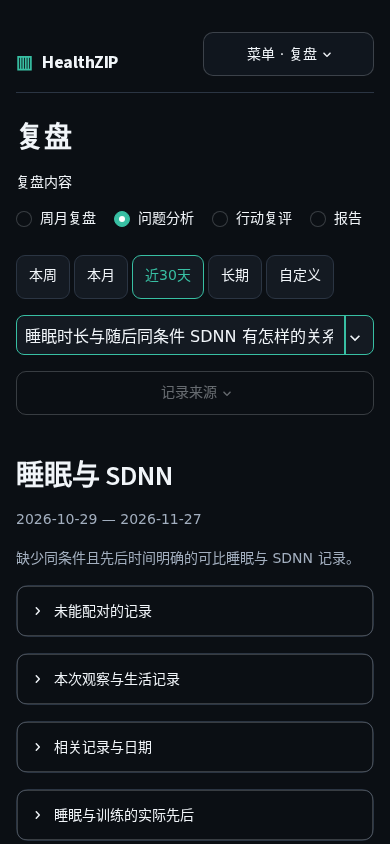 HealthZIP
菜单 · 复盘
复盘
复盘内容
周月复盘 问题分析 行动复评 报告
本周 本月 近30天 长期 自定义
睡眠时长与随后同条件 SDNN 有怎样的关系
记录来源
睡眠与 SDNN
2026-10-29 — 2026-11-27
缺少同条件且先后时间明确的可比睡眠与 SDNN 记录。
未能配对的记录
本次观察与生活记录
相关记录与日期
睡眠与训练的实际先后